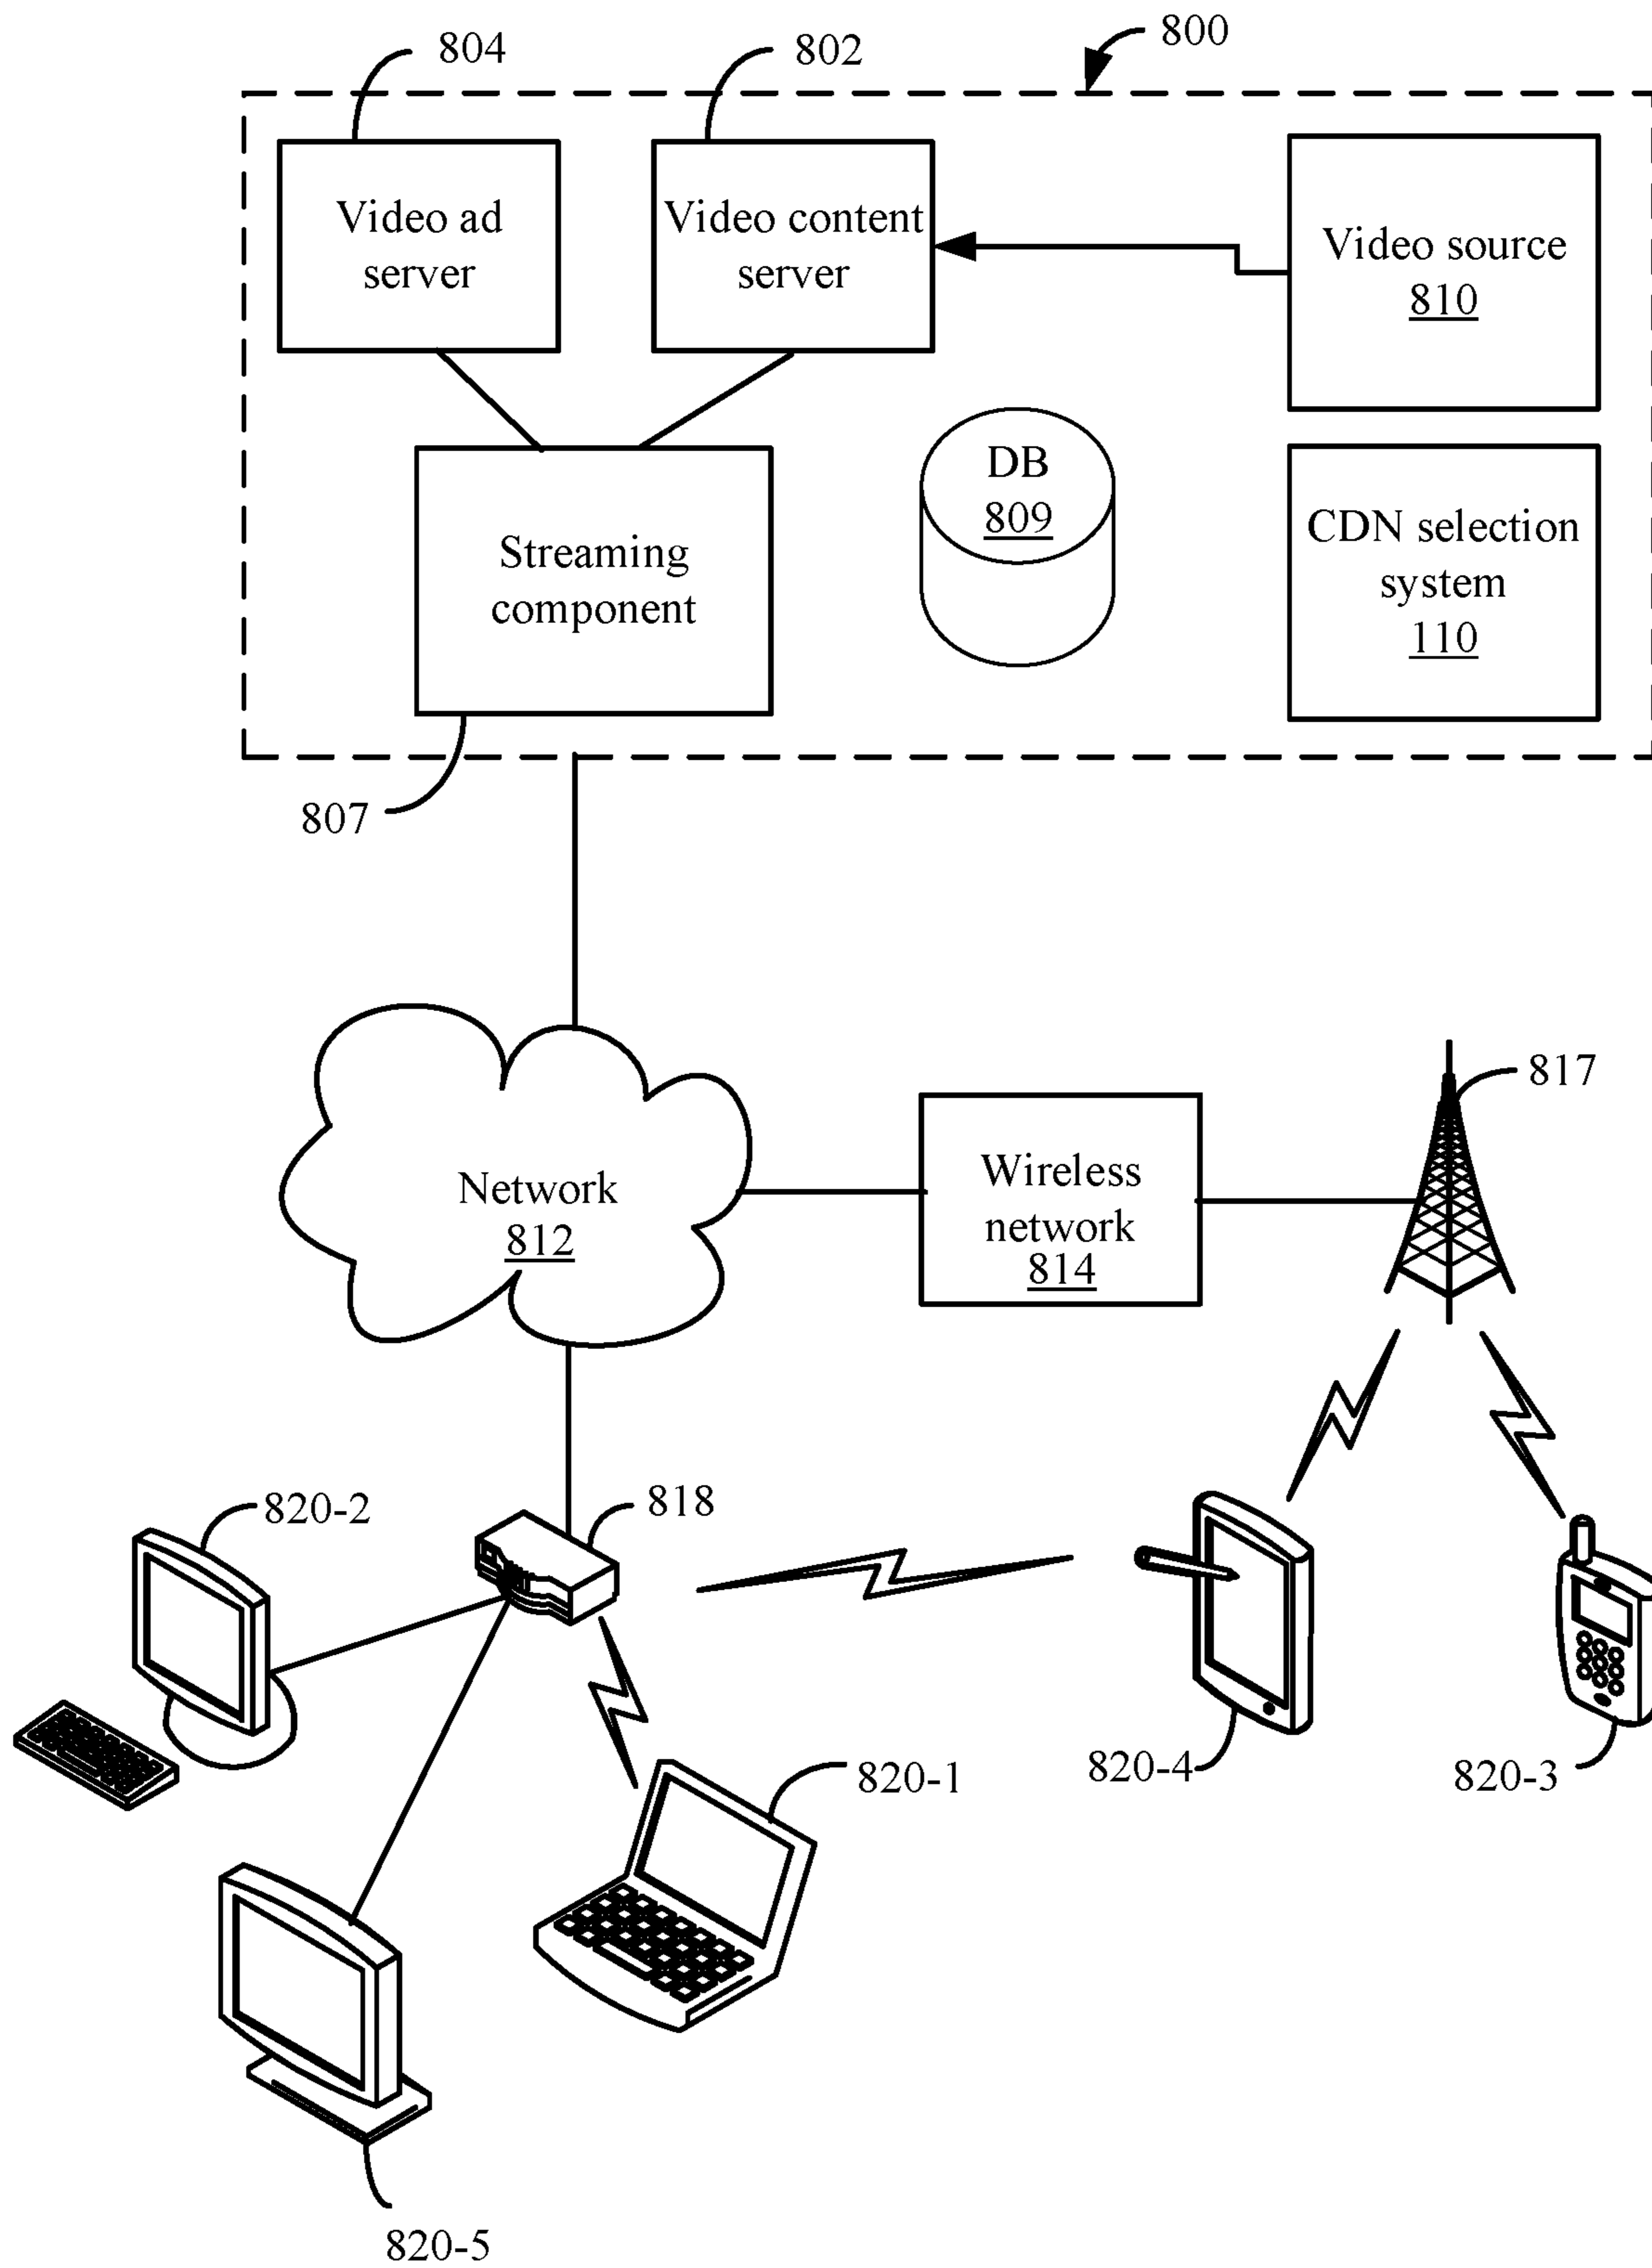 804
802
800
Video ad
server
Video content
server
Video source
810
DB
809
CDN selection
system
110
Streaming
component
807
817
Network
812
Wireless
network
814
820-2
818
820-1
820-4
820-3
820-5